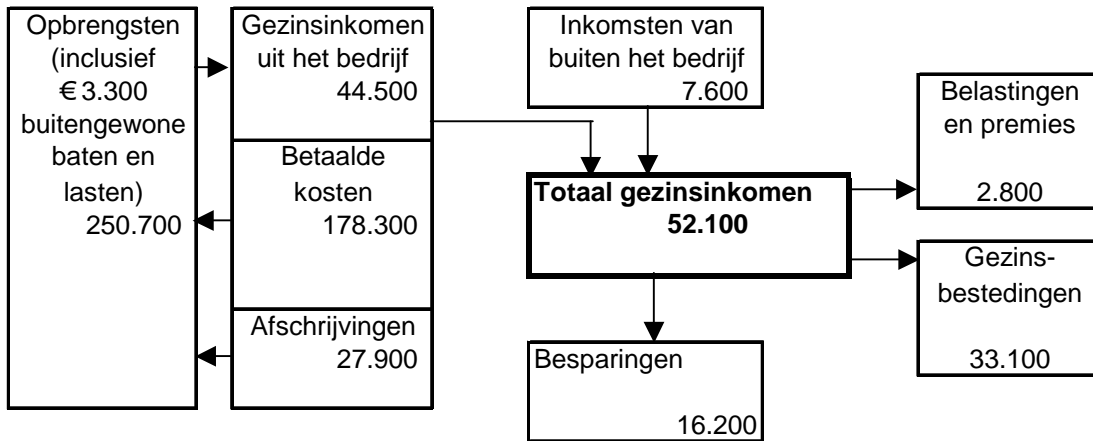 Opbrengsten
(inclusief
€ 3.300
buitengewone
baten en
lasten)
250.700
Gezinsinkomen
uit het bedrijf
44.500
Betaalde
kosten
178.300
Afschrijvingen
27.900
Inkomsten van
buiten het bedrijf
7.600
Totaal gezinsinkomen
52.100
Besparingen
16.200
Belastingen
en premies
2.800
Gezins-
bestedingen
33.100